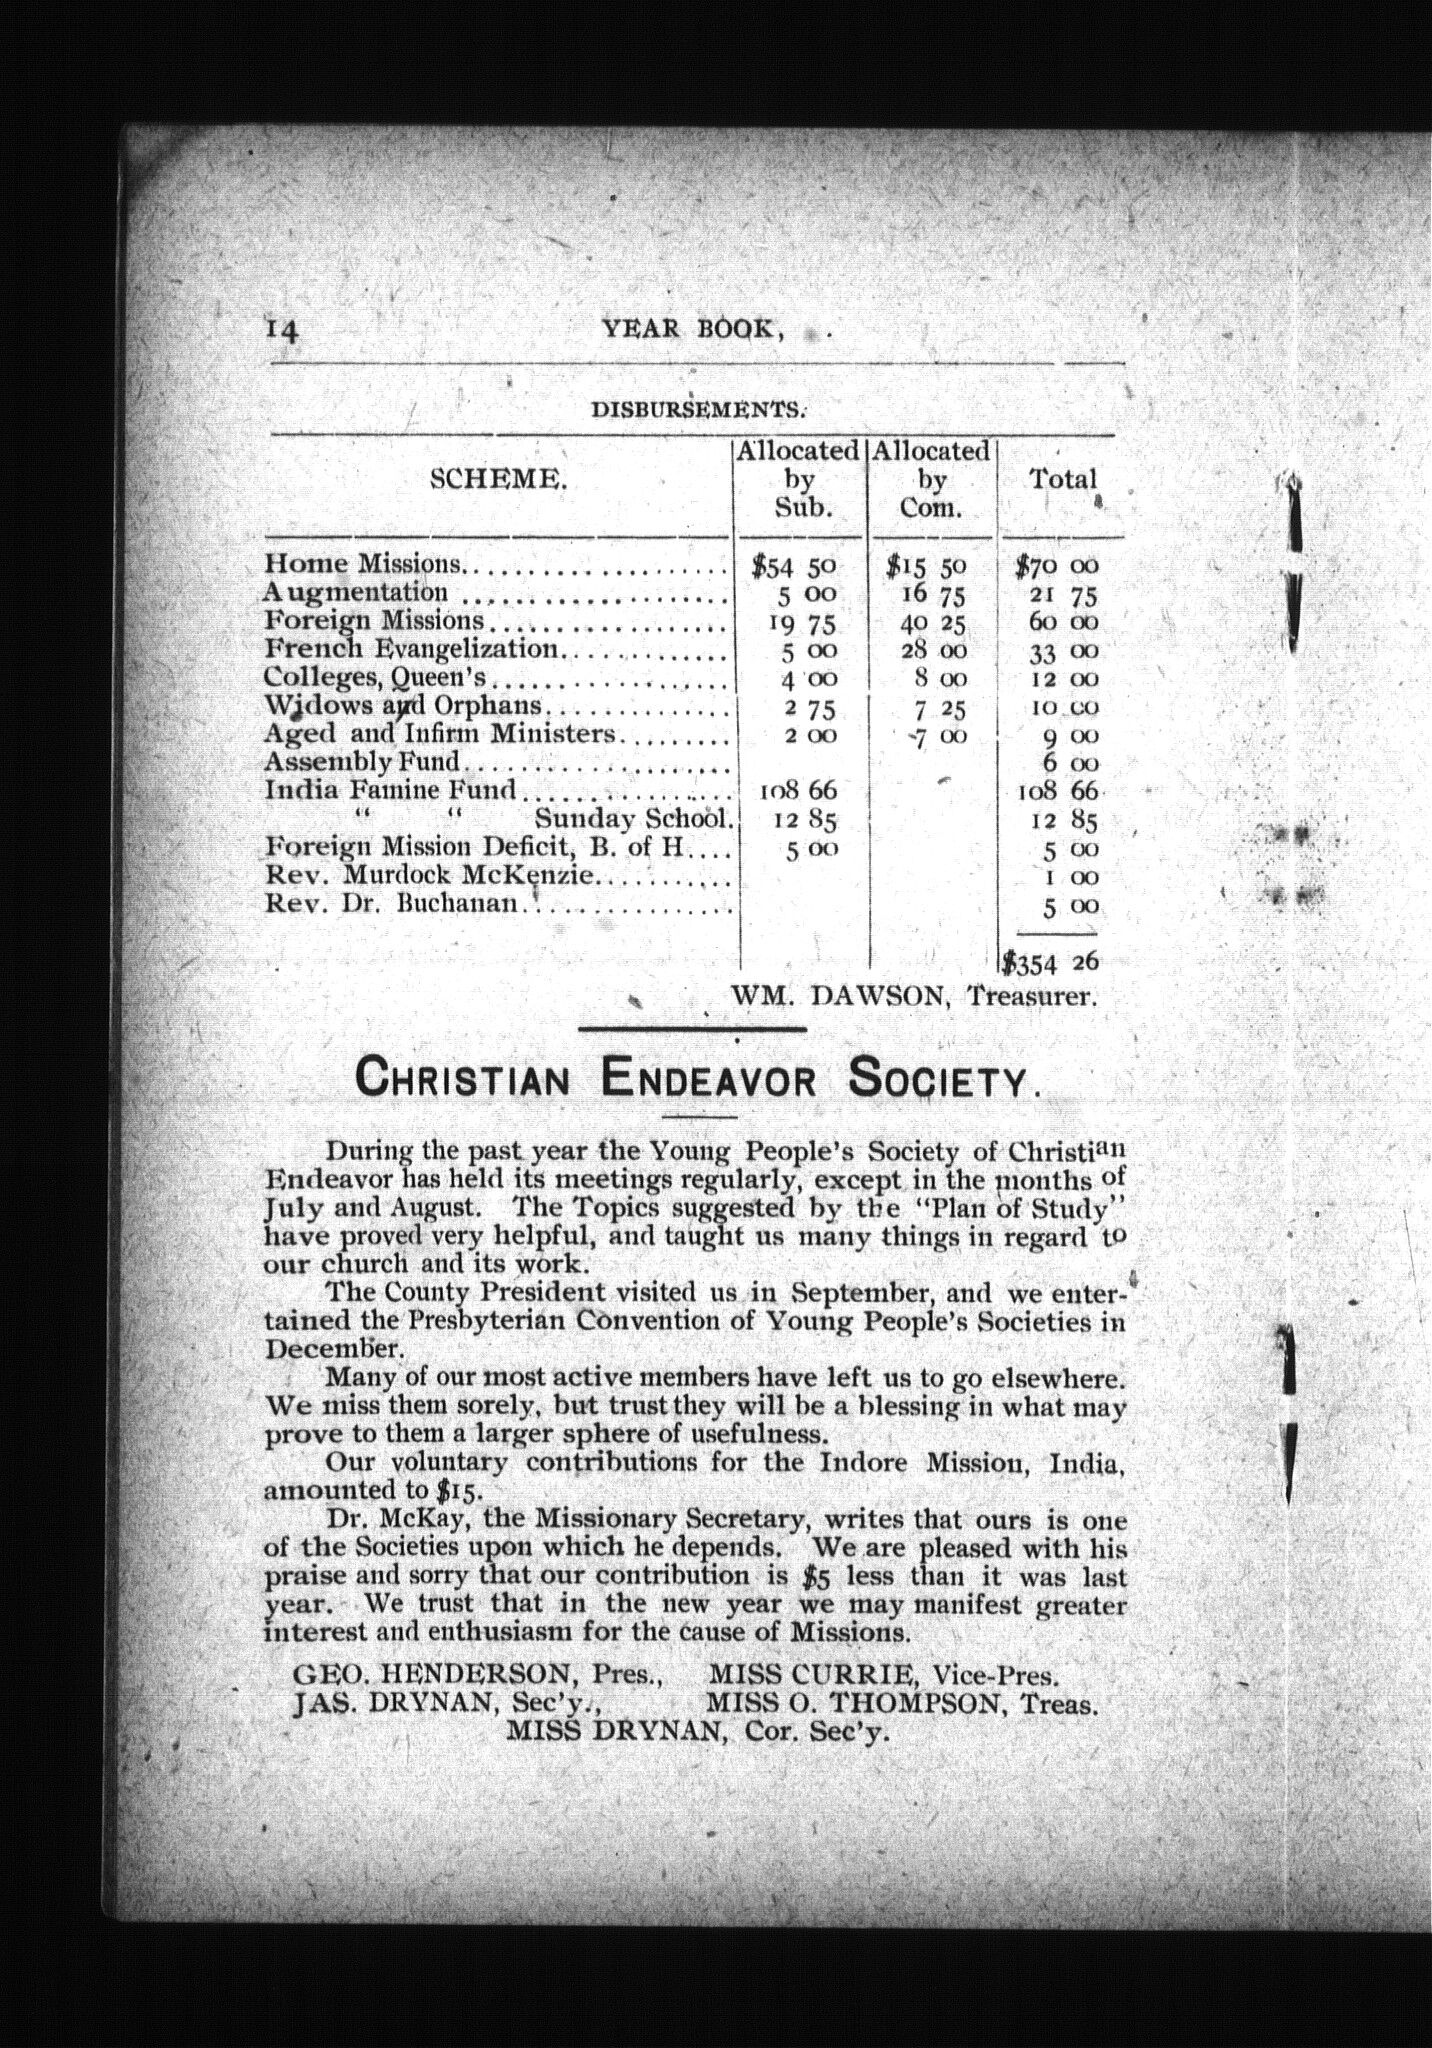 14 YEAR BOOK,
DISBURSEMENTS.
SCHEME. Allocated by Sub. Allocated by Com. Total
Home Missions.................... $54 50 $15 50 $70 00
Augmentation .................... 5 00 16 75 21 75
Foreign Missions.................. 19 75 40 25 60 00
French Evangelization............. 5 00 28 00 33 00
Colleges, Queen's.................. 4 00 8 00 12 00
Widows and Orphans.............. 2 75 7 25 10 00
Aged and Infirm Ministers......... 2 00 7 00 9 00
Assembly Fund.................... 6 00
India Famine Fund................ 108 66 108 66
“ “ Sunday School. 12 85 12 85
Foreign Mission Deficit, B. of H.... 5 00 5 00
Rev. Murdock McKenzie........... 1 00
Rev. Dr. Buchanan................ 5 00
$354 26
WM. DAWSON, Treasurer.
CHRISTIAN ENDEAVOR SOCIETY.
During the past year the Young People's Society of Christian
Endeavor has held its meetings regularly, except in the months of
July and August. The Topics suggested by the “Plan of Study”
have proved very helpful, and taught us many things in regard to
our church and its work.
The County President visited us in September, and we enter-
tained the Presbyterian Convention of Young People's Societies in
December.
Many of our most active members have left us to go elsewhere.
We miss them sorely, but trust they will be a blessing in what may
prove to them a larger sphere of usefulness.
Our voluntary contributions for the Indore Mission, India,
amounted to $15.
Dr. McKay, the Missionary Secretary, writes that ours is one
of the Societies upon which he depends. We are pleased with his
praise and sorry that our contribution is $5 less than it was last
year. We trust that in the new year we may manifest greater
interest and enthusiasm for the cause of Missions.
GEO. HENDERSON, Pres., MISS CURRIE, Vice-Pres.
JAS. DRYNAN, Sec'y., MISS O. THOMPSON, Treas.
MISS DRYNAN, Cor. Sec'y.